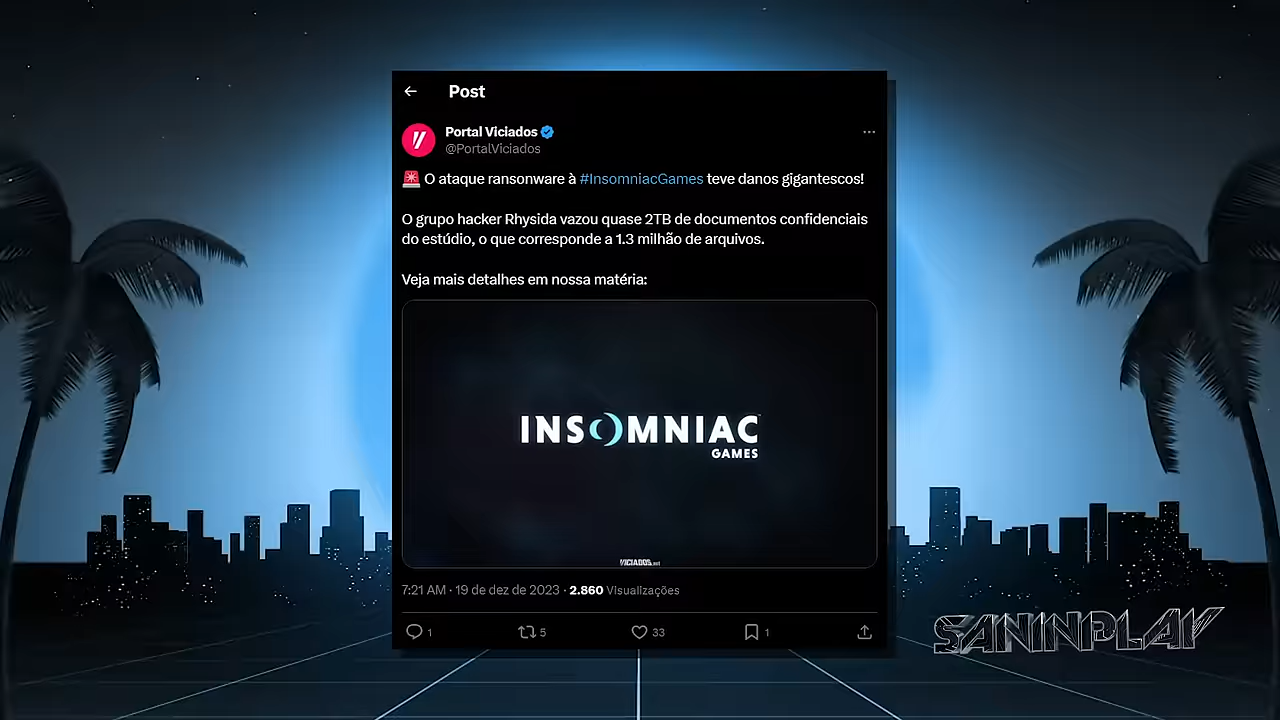 Post
Portal Viciados
@PortalViciados
🚨 O ataque ransonware à #InsomniacGames teve danos gigantescos!
O grupo hacker Rhysida vazou quase 2TB de documentos confidenciais
do estúdio, o que corresponde a 1.3 milhão de arquivos.
Veja mais detalhes em nossa matéria:
INSOMNIAC
GAMES
VICIADOS.net
7:21 AM · 19 de dez de 2023 · 2.860 Visualizações
1 5 33 1
SANINPLAY